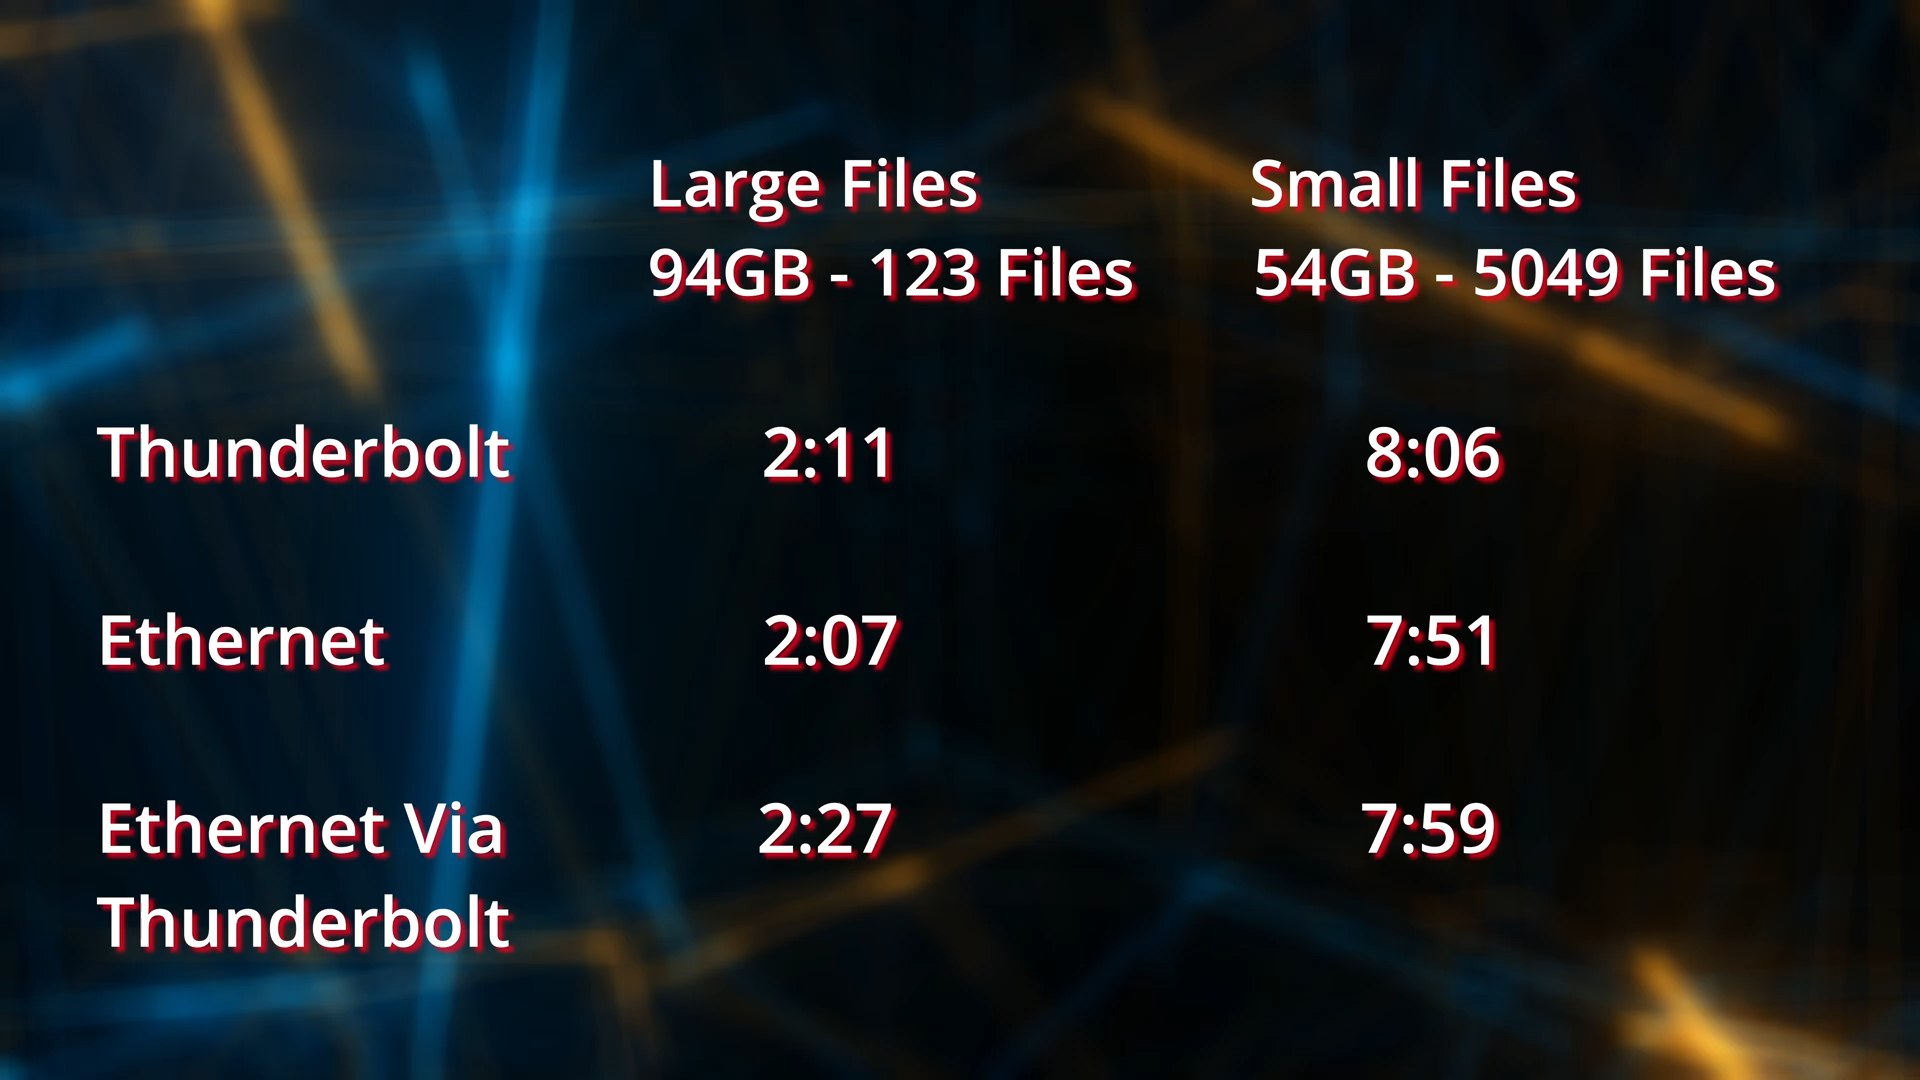 Large Files Small Files
94GB - 123 Files 54GB - 5049 Files
Thunderbolt 2:11 8:06
Ethernet 2:07 7:51
Ethernet Via 2:27 7:59
Thunderbolt